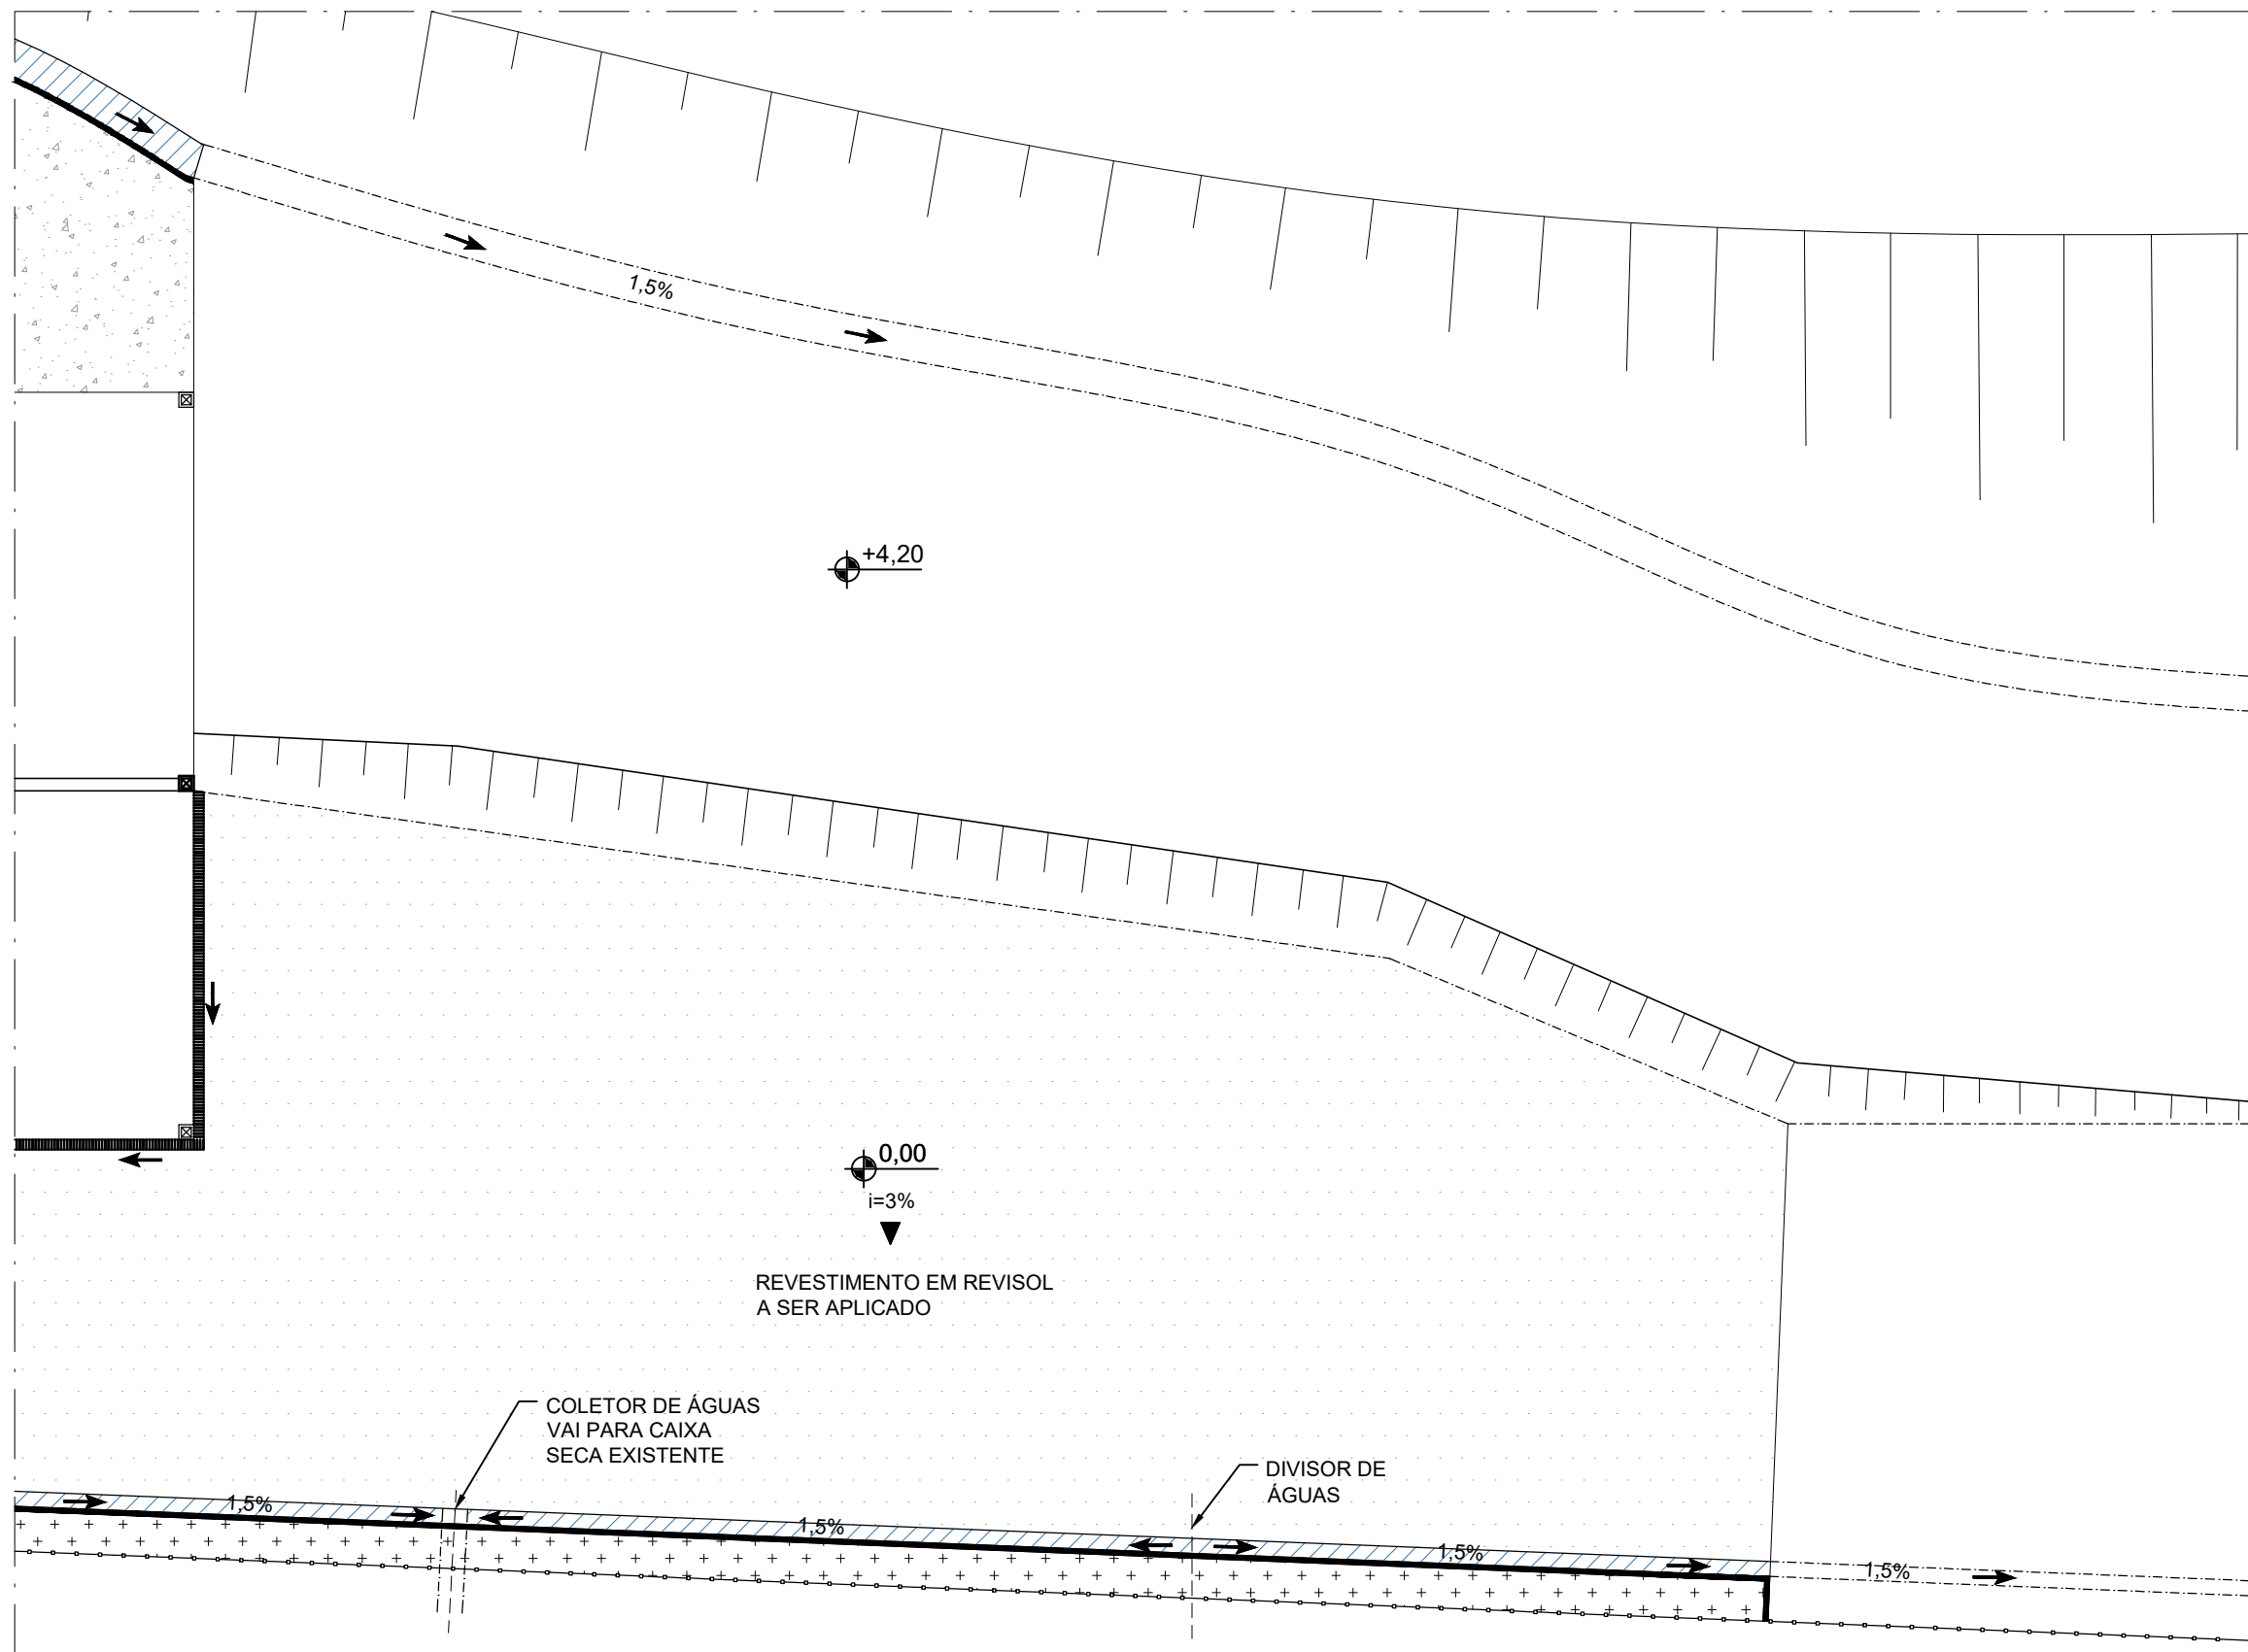 1,5%
+4,20
0,00
i=3%
REVESTIMENTO EM REVISOL
A SER APLICADO
COLETOR DE ÁGUAS
VAI PARA CAIXA
SECA EXISTENTE
DIVISOR DE
ÁGUAS
1,5%
1,5%
1,5%
1,5%